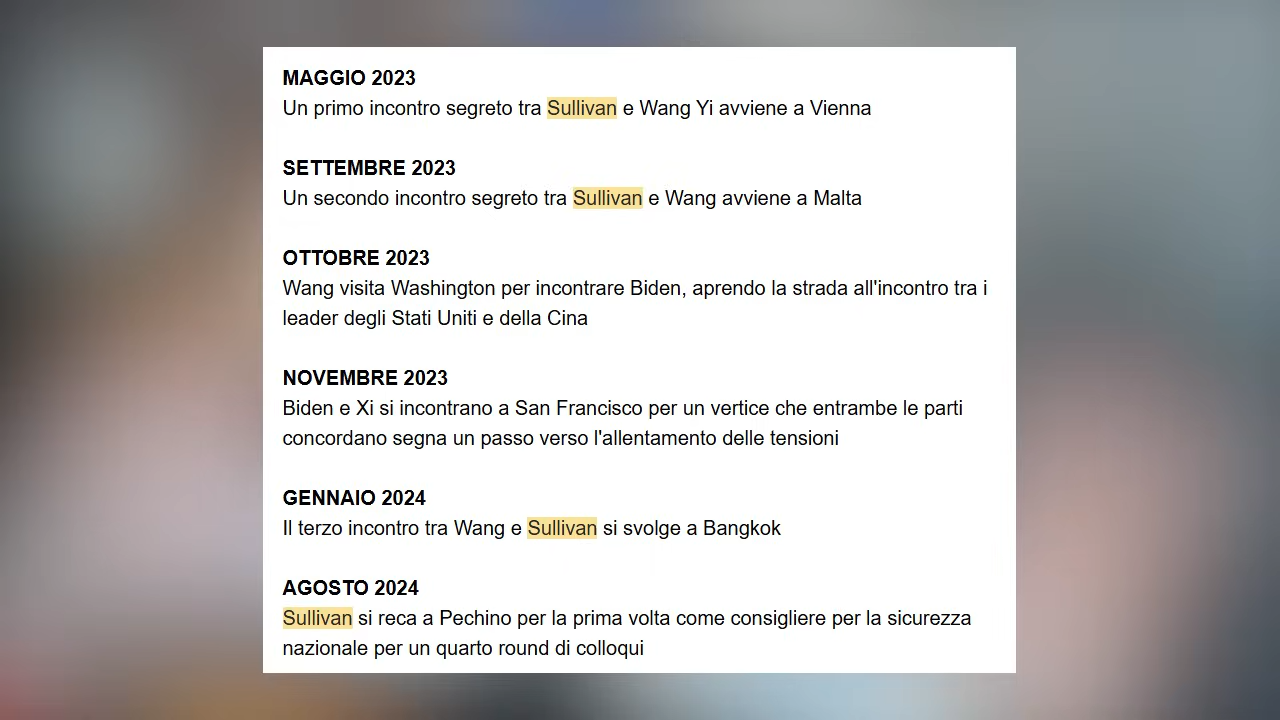 MAGGIO 2023
Un primo incontro segreto tra Sullivan e Wang Yi avviene a Vienna
SETTEMBRE 2023
Un secondo incontro segreto tra Sullivan e Wang avviene a Malta
OTTOBRE 2023
Wang visita Washington per incontrare Biden, aprendo la strada all'incontro tra i
leader degli Stati Uniti e della Cina
NOVEMBRE 2023
Biden e Xi si incontrano a San Francisco per un vertice che entrambe le parti
concordano segna un passo verso l'allentamento delle tensioni
GENNAIO 2024
Il terzo incontro tra Wang e Sullivan si svolge a Bangkok
AGOSTO 2024
Sullivan si reca a Pechino per la prima volta come consigliere per la sicurezza
nazionale per un quarto round di colloqui